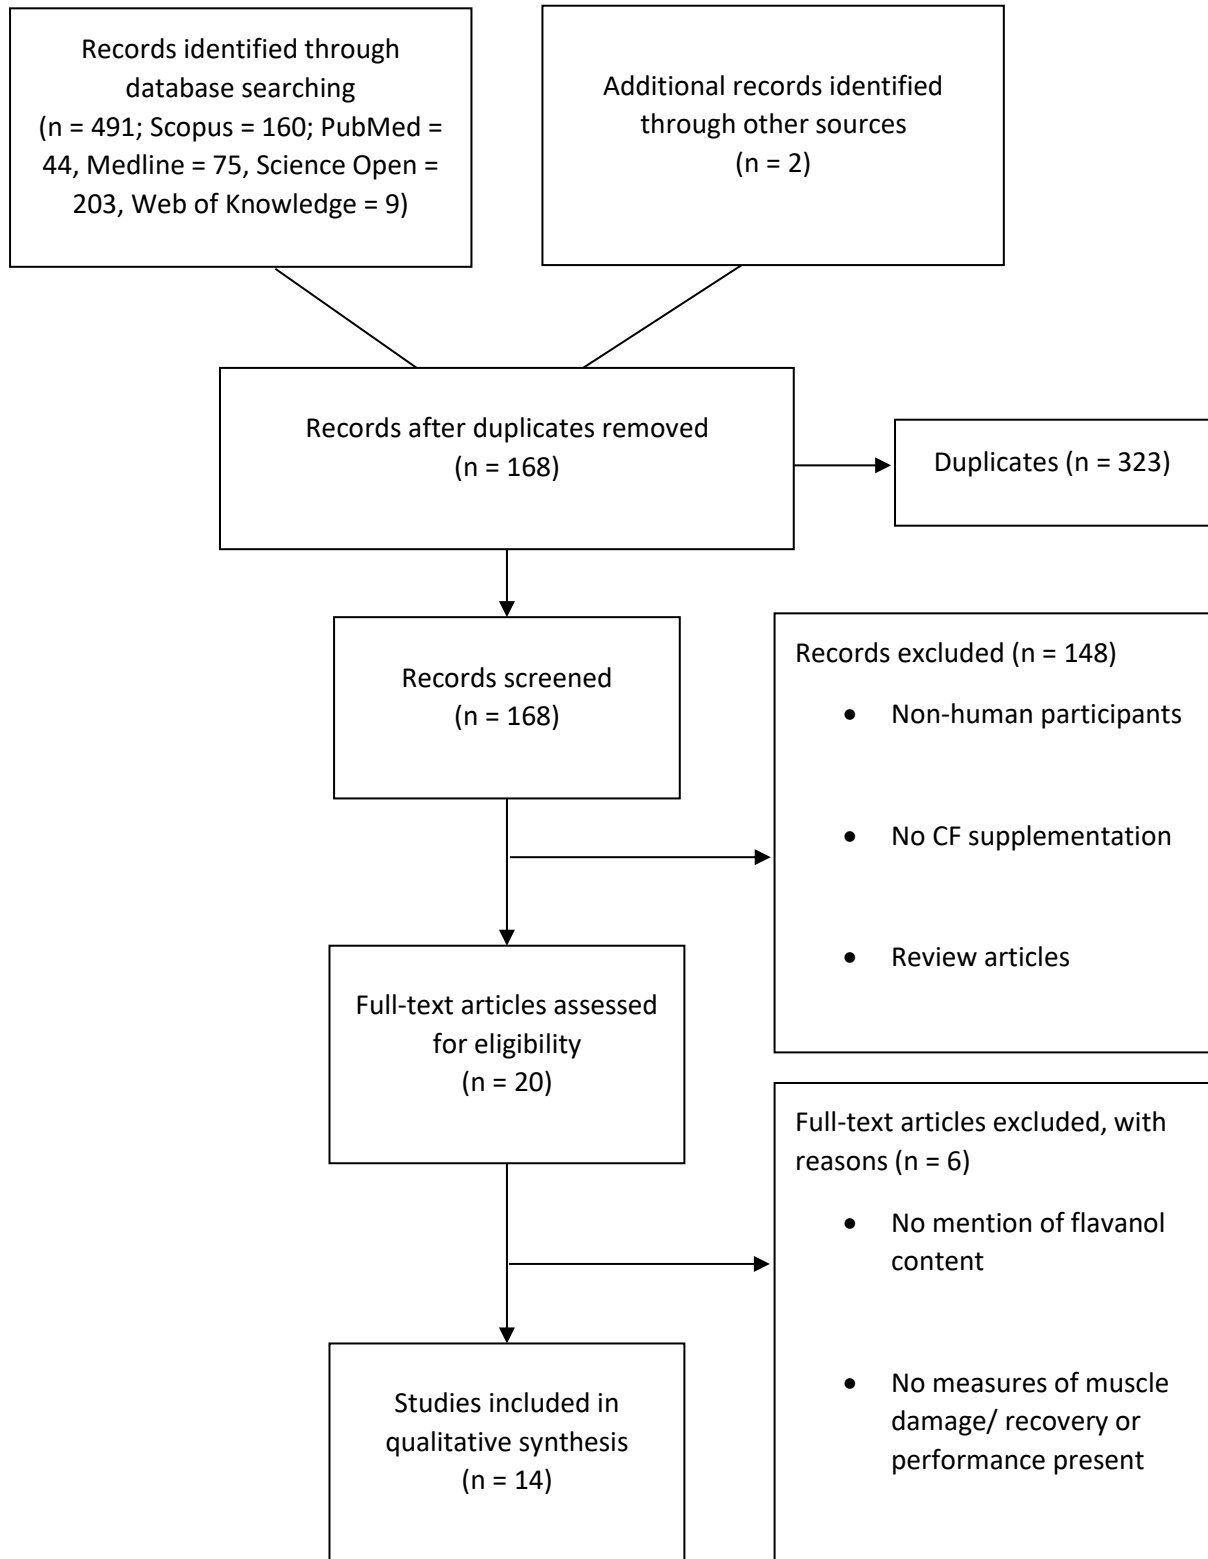 Records identified through
database searching
(n = 491; Scopus = 160; PubMed =
44, Medline = 75, Science Open =
203, Web of Knowledge = 9)
Additional records identified
through other sources
(n = 2)
Records after duplicates removed
(n = 168)
Duplicates (n = 323)
Records screened
(n = 168)
Records excluded (n = 148)
• Non-human participants
• No CF supplementation
• Review articles
Full-text articles assessed
for eligibility
(n = 20)
Full-text articles excluded, with
reasons (n = 6)
• No mention of flavanol
content
• No measures of muscle
damage/ recovery or
performance present
Studies included in
qualitative synthesis
(n = 14)